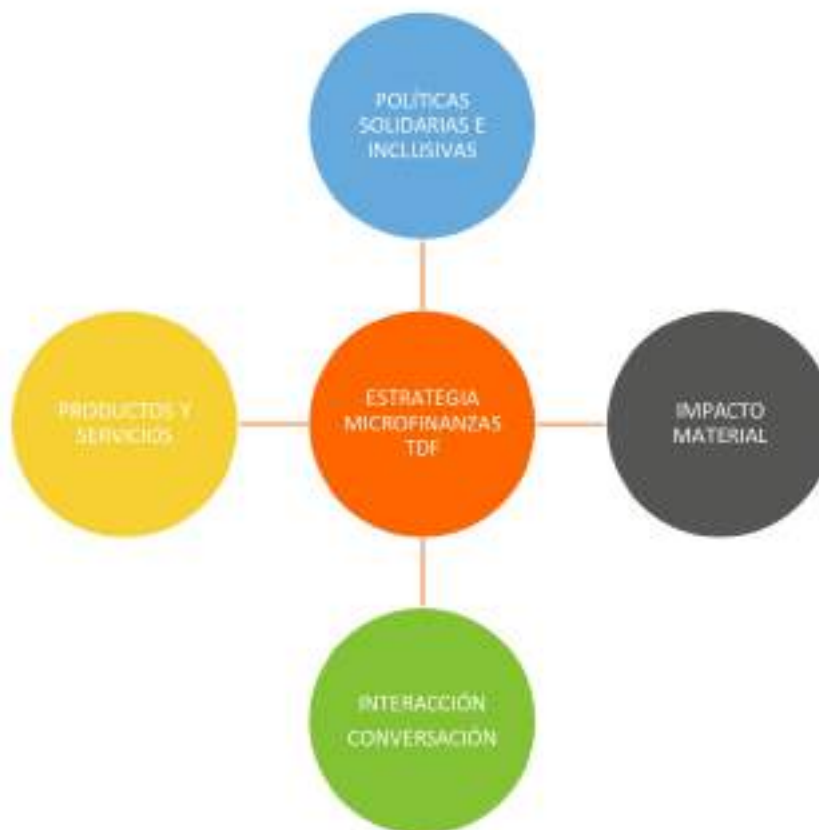 POLÍTICAS
SOLIDARIAS E
INCLUSIVAS
PRODUCTOS Y
SERVICIOS
ESTRATEGIA
MICROFINANZAS
TDF
IMPACTO
MATERIAL
INTERACCIÓN
CONVERSACIÓN